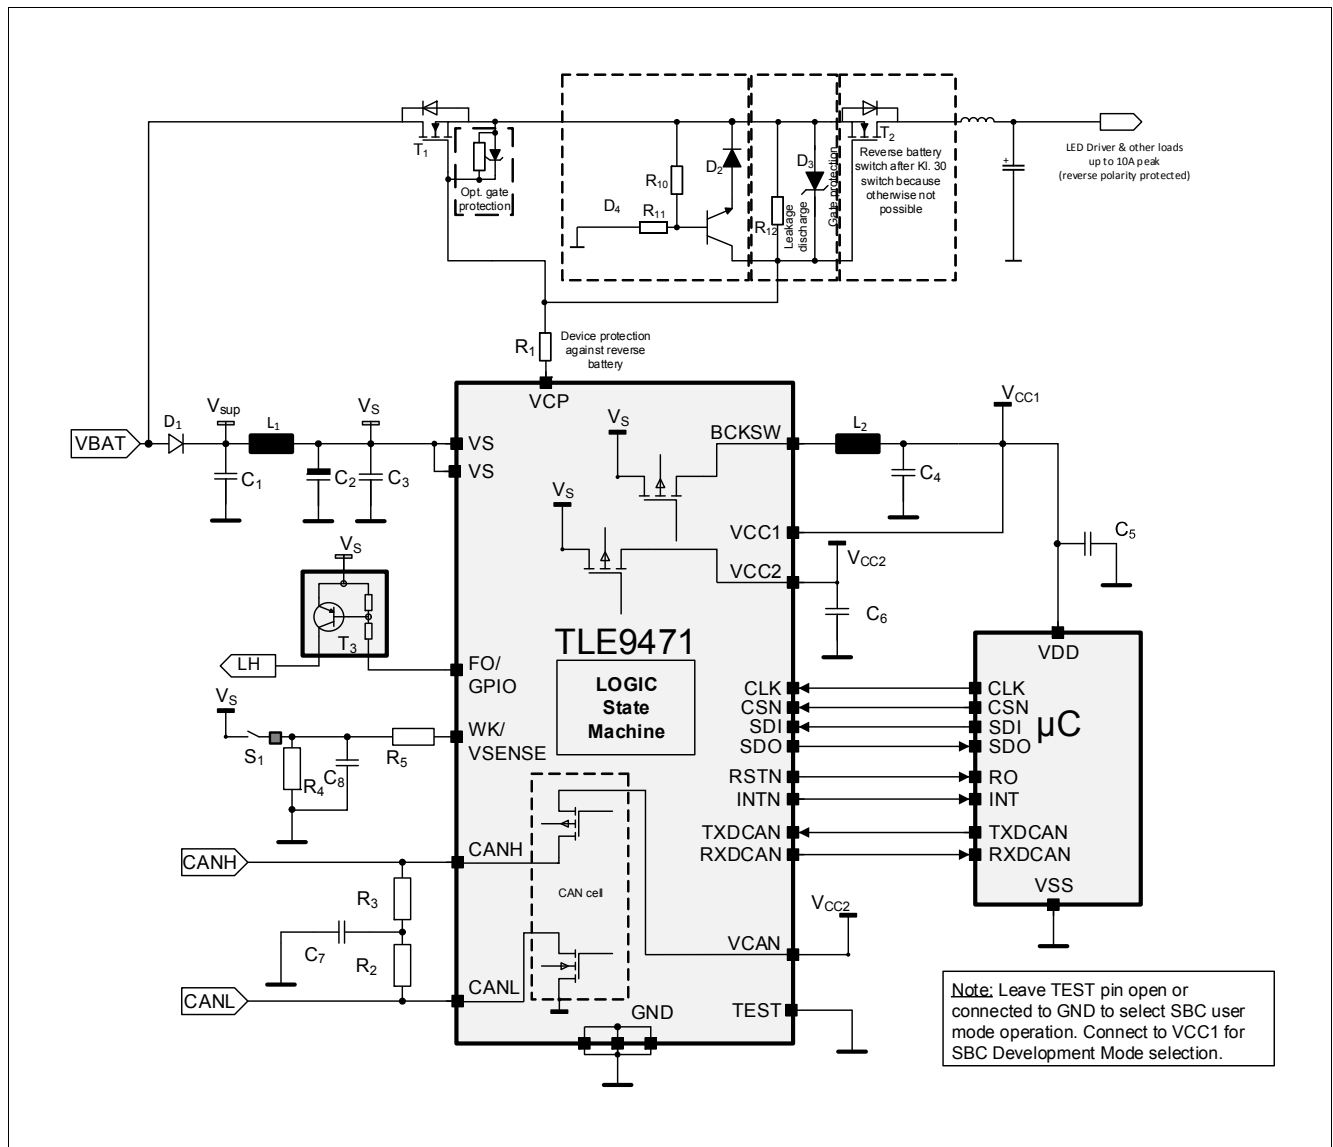 T1
Opt. gate
protection
R10
D2
D4
R11
R12
Leakage
discharge
D3
Gate protection
T2
Reverse battery
switch after Kl. 30
switch because
otherwise not
possible
+
LED Driver & other loads
up to 10A peak
(reverse polarity protected)
R1
Device protection
against reverse
battery
VCP
VBAT
D1
Vsup
L1
VS
C1
C2
C3
VS
VS
VS
VS
BCKSW
L2
VCC1
C4
VCC1
VCC2
VCC2
C6
C5
VS
T3
LH
FO/
GPIO
TLE9471
LOGIC
State
Machine
VS
S1
R4
C8
R5
WK/
VSENSE
CLK
CSN
SDI
SDO
RSTN
INTN
TXDCAN
RXDCAN
VDD
CLK
CSN
SDI
SDO
µC
RO
INT
TXDCAN
RXDCAN
VSS
CANH
CANH
R3
C7
R2
CANL
CANL
CAN cell
VCC2
VCAN
TEST
GND
Note: Leave TEST pin open or
connected to GND to select SBC user
mode operation. Connect to VCC1 for
SBC Development Mode selection.